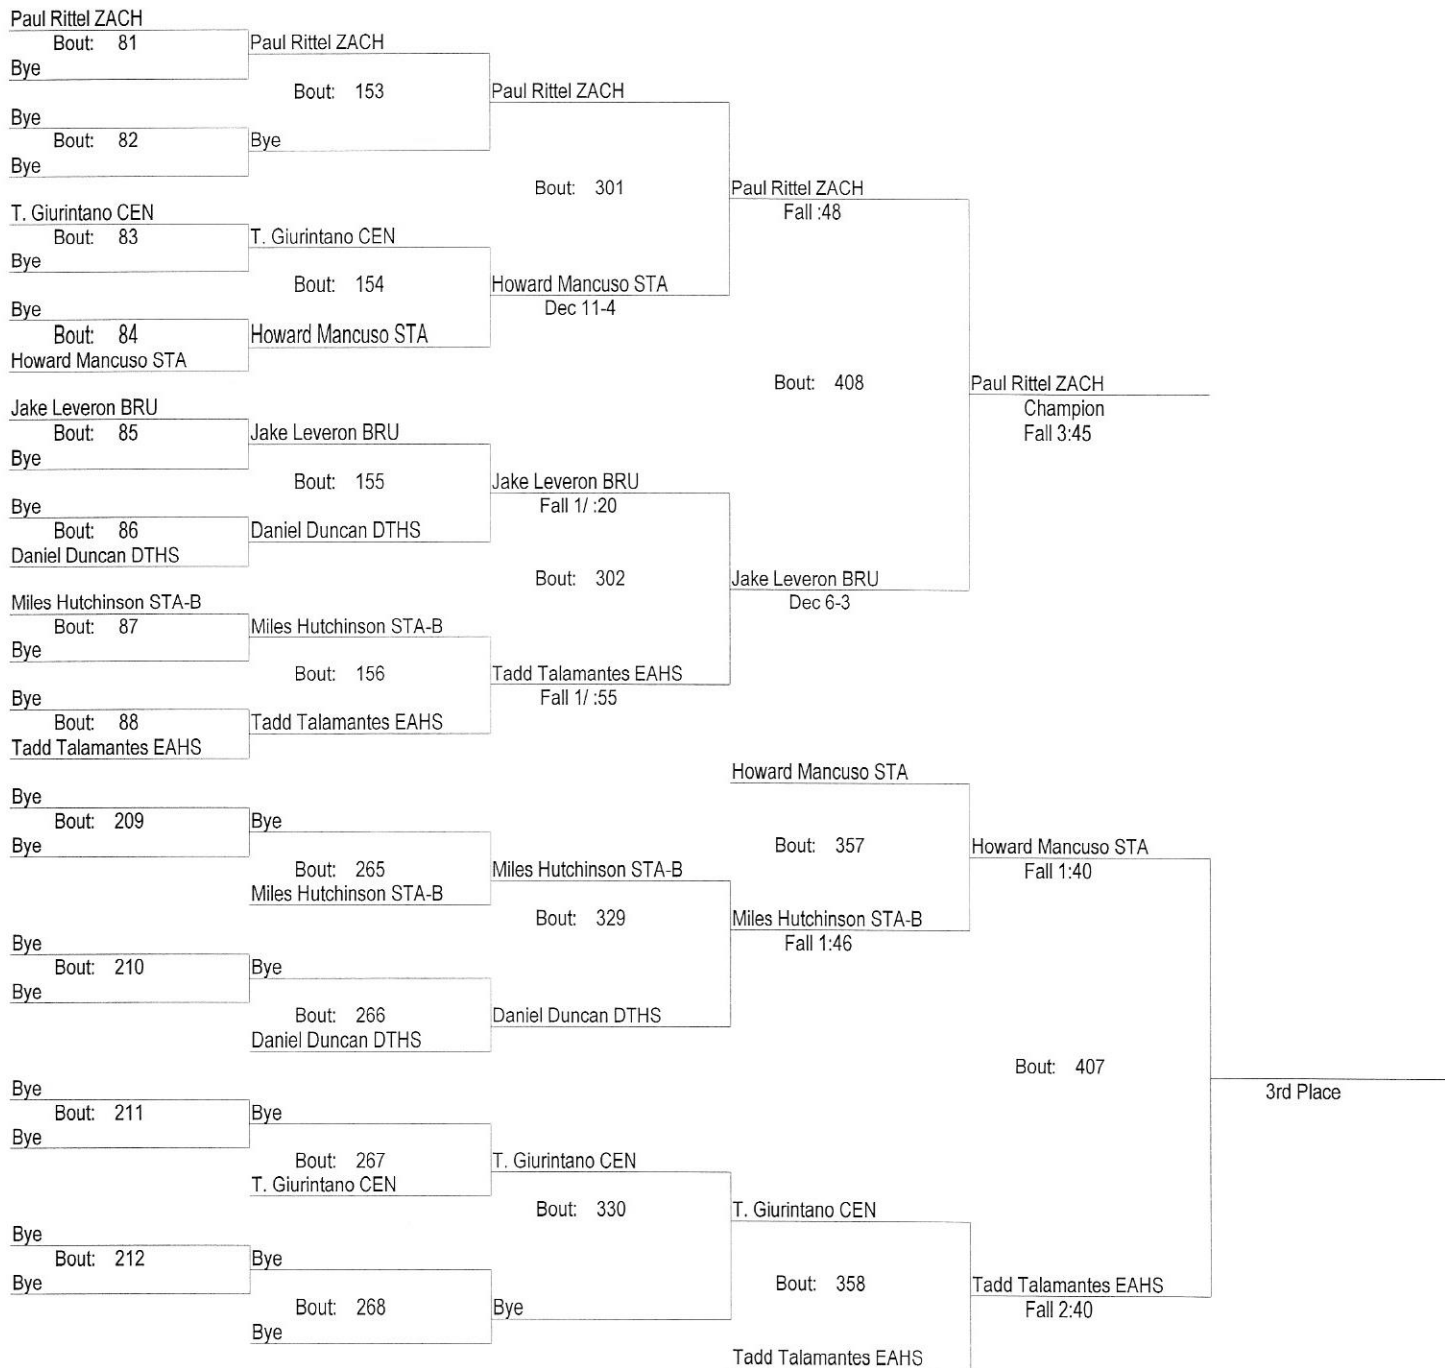 Paul Rittel ZACH
Bout: 81
Bye
Paul Rittel ZACH
Bout: 153
Bye
Bout: 82
Bye
Bye
Paul Rittel ZACH
Bout: 301
T. Giurintano CEN
Bout: 83
Bye
T. Giurintano CEN
Bout: 154
Bye
Bout: 84
Howard Mancuso STA
Howard Mancuso STA
Howard Mancuso STA
Dec 11-4
Paul Rittel ZACH
Fall :48
Bout: 408
Paul Rittel ZACH
Champion
Fall 3:45
Jake Leveron BRU
Bout: 85
Bye
Jake Leveron BRU
Bout: 155
Bye
Bout: 86
Daniel Duncan DTHS
Daniel Duncan DTHS
Jake Leveron BRU
Fall 1/ :20
Bout: 302
Jake Leveron BRU
Dec 6-3
Miles Hutchinson STA-B
Bout: 87
Bye
Miles Hutchinson STA-B
Bout: 156
Bye
Bout: 88
Tadd Talamantes EAHS
Tadd Talamantes EAHS
Tadd Talamantes EAHS
Fall 1/ :55
Bye
Bout: 209
Bye
Bye
Bout: 265
Miles Hutchinson STA-B
Miles Hutchinson STA-B
Bout: 329
Howard Mancuso STA
Bout: 357
Miles Hutchinson STA-B
Fall 1:46
Howard Mancuso STA
Fall 1:40
Bye
Bout: 210
Bye
Bye
Bout: 266
Daniel Duncan DTHS
Daniel Duncan DTHS
Bout: 407
3rd Place
Bye
Bout: 211
Bye
Bye
Bout: 267
T. Giurintano CEN
T. Giurintano CEN
Bout: 330
T. Giurintano CEN
Bye
Bout: 212
Bye
Bye
Bout: 268
Bye
Bye
Bout: 358
Tadd Talamantes EAHS
Tadd Talamantes EAHS
Fall 2:40